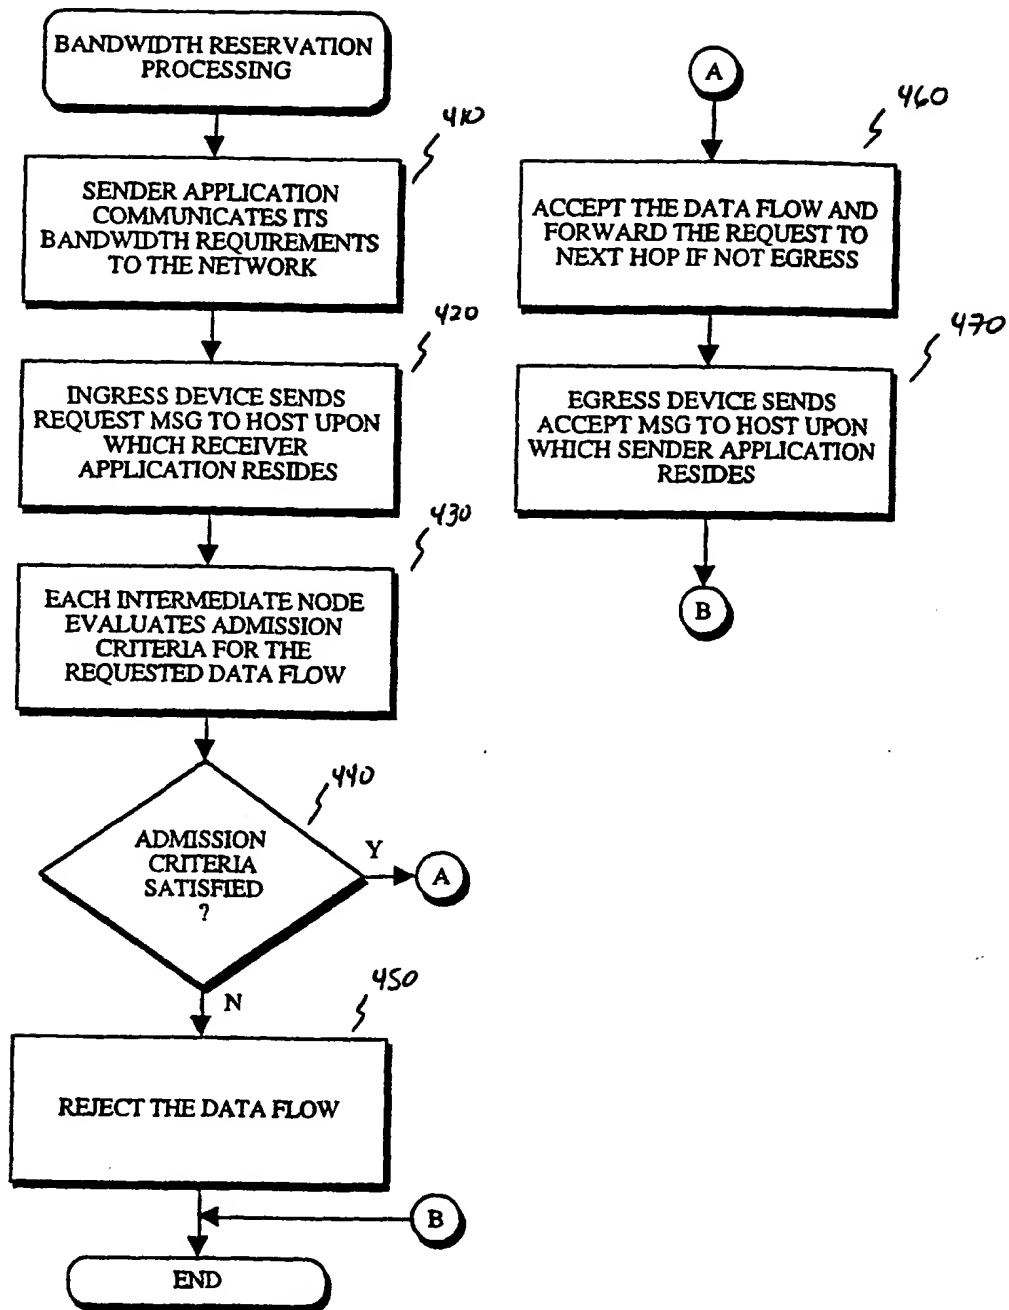 BANDWIDTH RESERVATION
PROCESSING
410
SENDER APPLICATION
COMMUNICATES ITS
BANDWIDTH REQUIREMENTS
TO THE NETWORK
420
INGRESS DEVICE SENDS
REQUEST MSG TO HOST UPON
WHICH RECEIVER
APPLICATION RESIDES
430
EACH INTERMEDIATE NODE
EVALUATES ADMISSION
CRITERIA FOR THE
REQUESTED DATA FLOW
440
ADMISSION
CRITERIA
SATISFIED
?
Y
A
N
450
REJECT THE DATA FLOW
B
END
A
460
ACCEPT THE DATA FLOW AND
FORWARD THE REQUEST TO
NEXT HOP IF NOT EGRESS
470
EGRESS DEVICE SENDS
ACCEPT MSG TO HOST UPON
WHICH SENDER APPLICATION
RESIDES
B